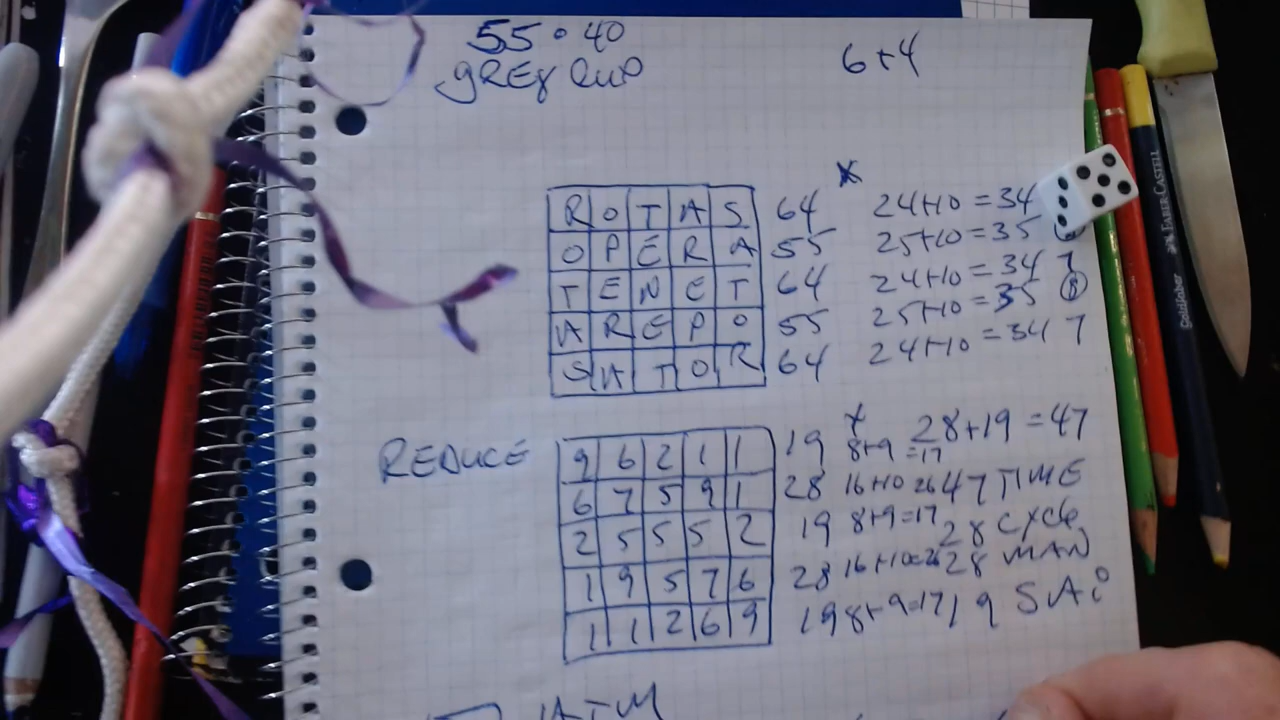 55 • 40
6+4
GREY
R O T A S 64 24+10 = 34
O P E R A 55 25+10 = 35
T E N E T 64 24+10 = 34 7
A R E P O 55 25+10 = 35 8
S A T O R 64 24+10 = 34 7
REDUCE
28+19 = 47
9 6 2 1 1 19 8+9 =17
6 7 5 9 1 28 16+10 26 47 TIME
2 5 5 5 2 19 8+9=17 28 CYCLE
1 9 5 7 6 28 16+10=26 28 MAN
1 1 2 6 9 19 8+9=17 19 SAi
ATM
FABER-CASTELL
Goldfaber